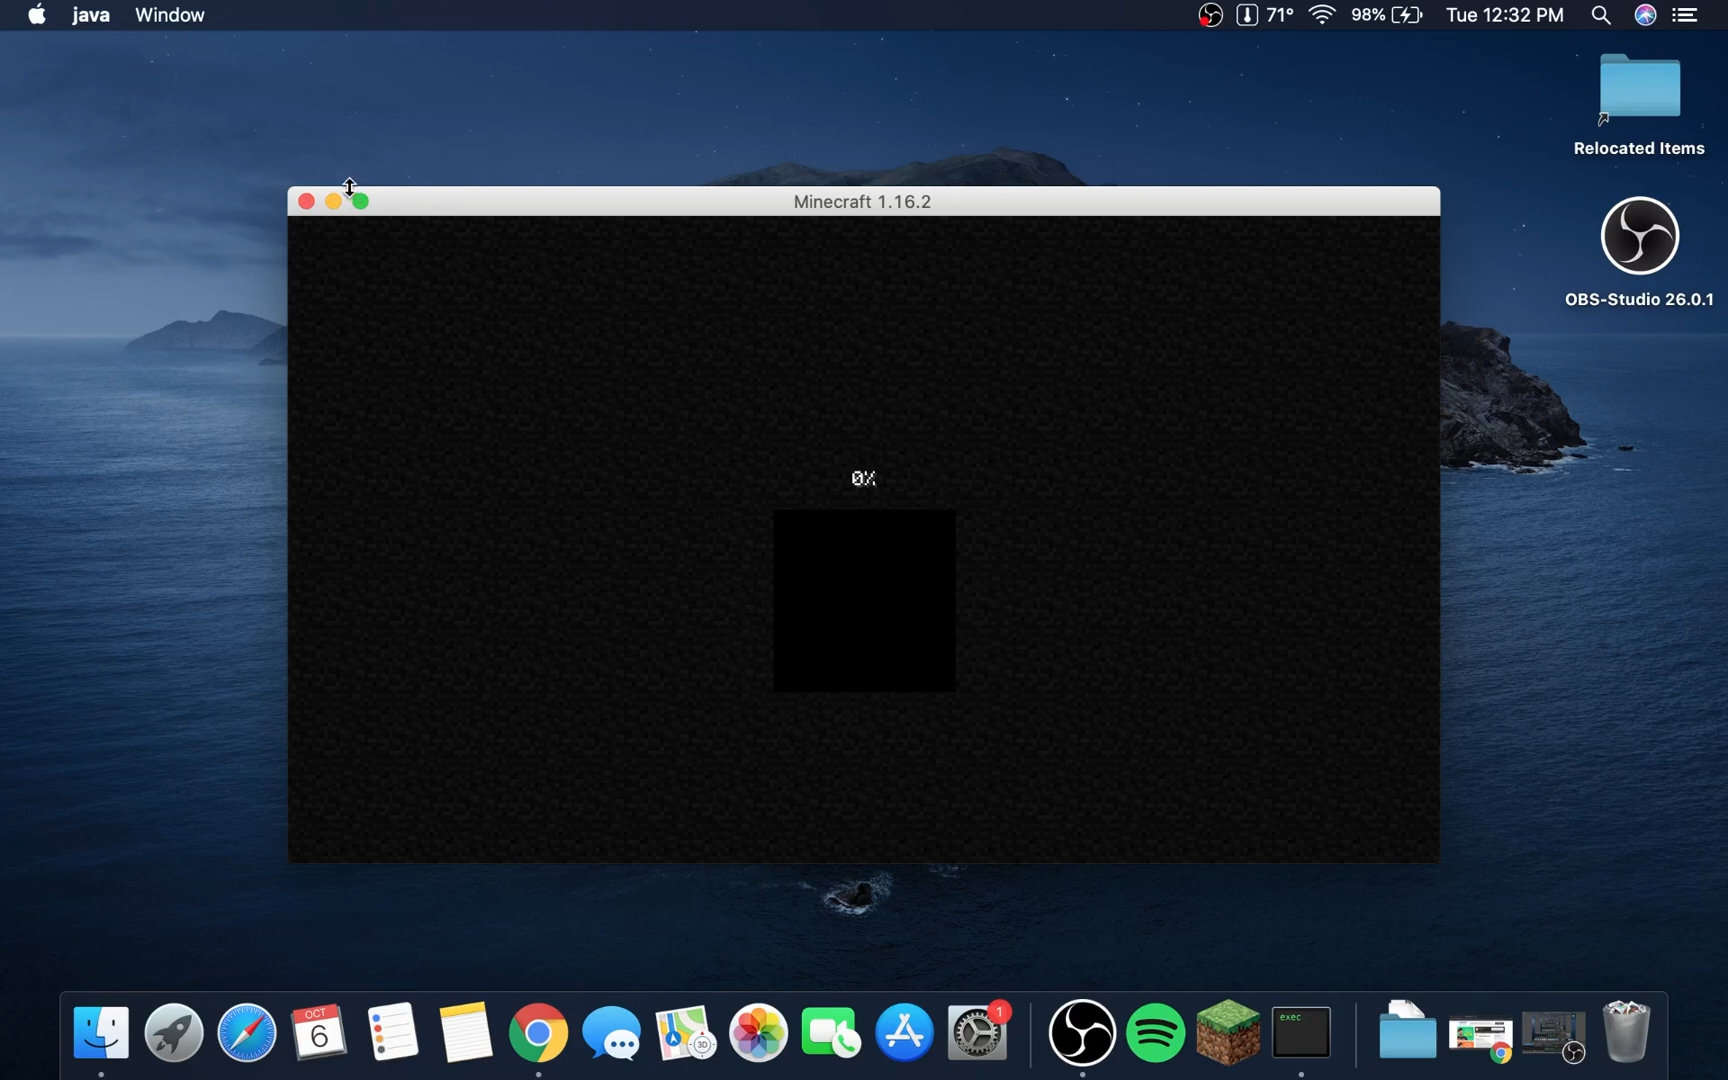 java Window 71° 98% Tue 12:32 PM
Relocated Items
Minecraft 1.16.2
OBS-Studio 26.0.1
0%
OCT
6
3D
1
exec